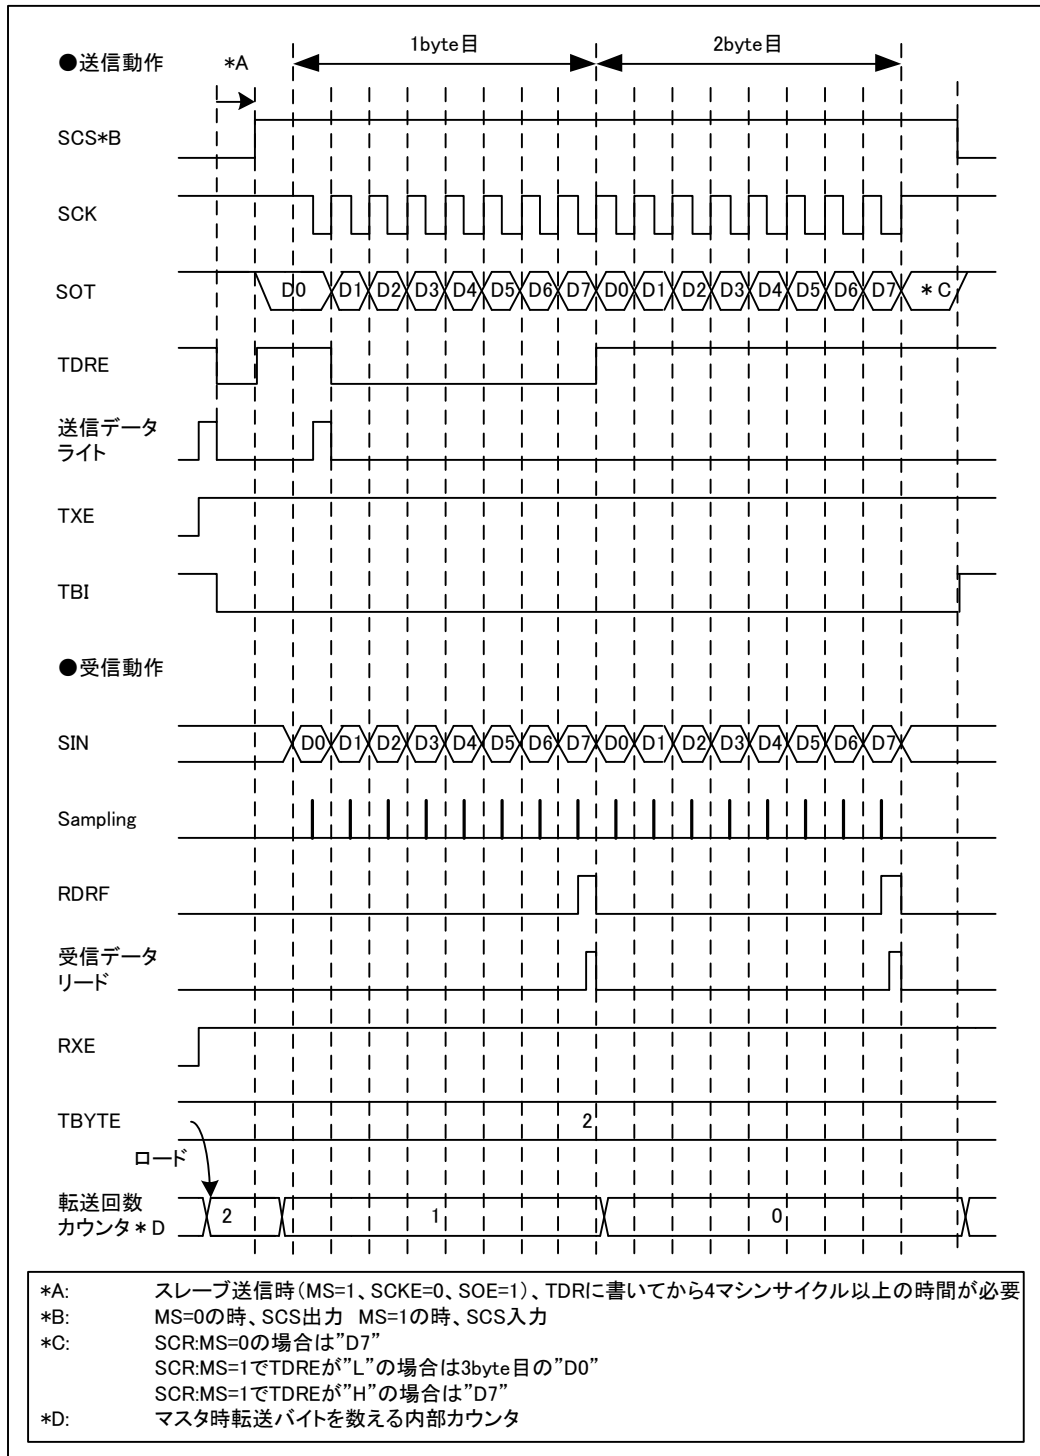 1byte目 2byte目
●送信動作 *A
SCS*B
SCK
SOT D0 D1 D2 D3 D4 D5 D6 D7 D0 D1 D2 D3 D4 D5 D6 D7 *C
TDRE
送信データ
ライト
TXE
TBI
●受信動作
SIN D0 D1 D2 D3 D4 D5 D6 D7 D0 D1 D2 D3 D4 D5 D6 D7
Sampling
RDRF
受信データ
リード
RXE
TBYTE 2
ロード
転送回数
カウンタ*D 2 1 0
*A: スレーブ送信時(MS=1、SCKE=0、SOE=1)、TDRに書いてから4マシンサイクル以上の時間が必要
*B: MS=0の時、SCS出力 MS=1の時、SCS入力
*C: SCR:MS=0の場合は"D7"
SCR:MS=1でTDREが"L"の場合は3byte目の"D0"
SCR:MS=1でTDREが"H"の場合は"D7"
*D: マスタ時転送バイトを数える内部カウンタ